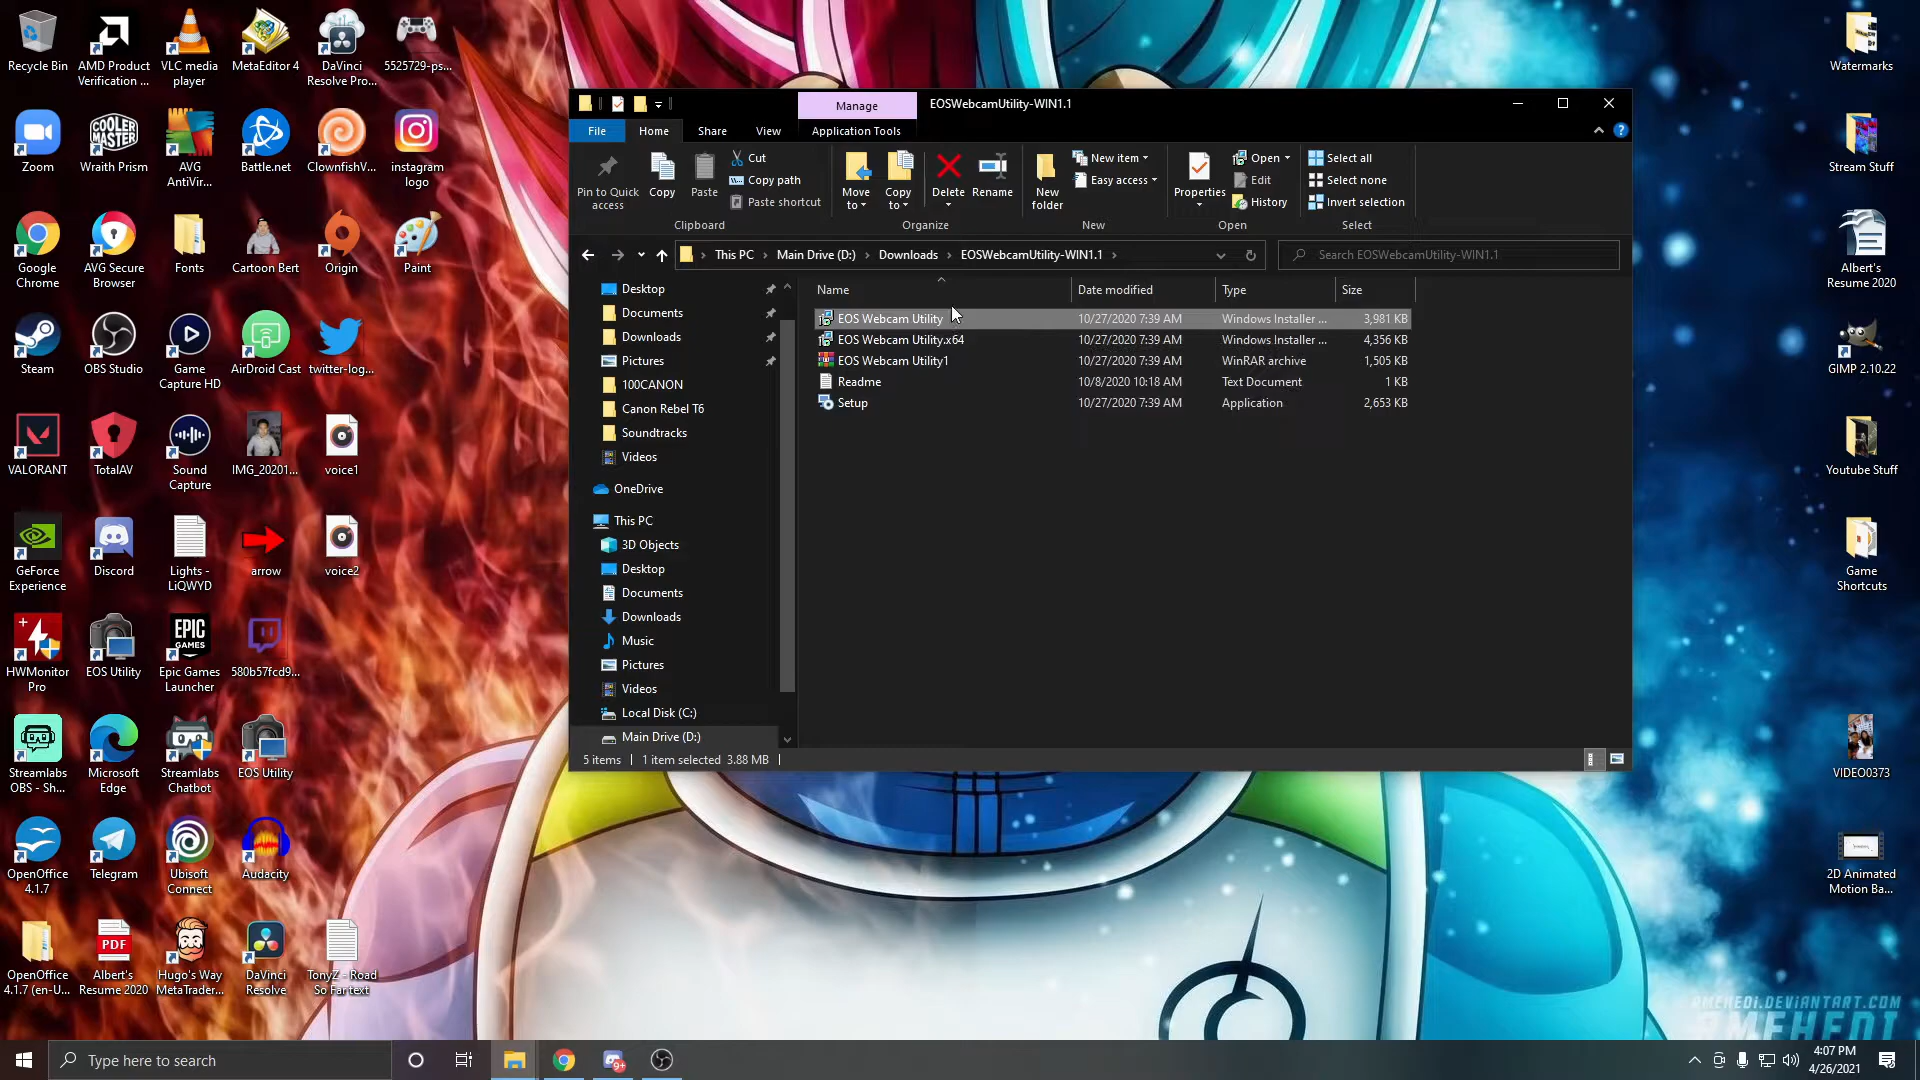 Recycle Bin
AMD Product
Verification ...
VLC media
player
MetaEditor 4
DaVinci
Resolve Pro...
5525729-ps...
Zoom
COOLER
MASTER
Wraith Prism
AVG
AntiVir...
Battle.net
ClownfishV...
instagram
logo
Google
Chrome
AVG Secure
Browser
Fonts
Cartoon Bert
Origin
Paint
Steam
OBS Studio
Game
Capture HD
AirDroid Cast
twitter-log...
VALORANT
TotalAV
Sound
Capture
IMG_20201...
voice1
GeForce
Experience
Discord
Lights -
LiQWYD
arrow
voice2
HWMonitor
Pro
EOS Utility
EPIC
GAMES
Epic Games
Launcher
580b57fcd9...
Streamlabs
OBS - Sh...
Microsoft
Edge
Streamlabs
Chatbot
EOS Utility
OpenOffice
4.1.7
Telegram
Ubisoft
Connect
Audacity
OpenOffice
4.1.7 (en-U...
PDF
Albert's
Resume 2020
Hugo's Way
MetaTrader...
DaVinci
Resolve
TonyZ - Road
So Far.text
Manage
EOSWebcamUtility-WIN1.1
File
Home
Share
View
Application Tools
Pin to Quick
access
Copy
Paste
Cut
Copy path
Paste shortcut
Clipboard
Move
to
Copy
to
Delete
Rename
Organize
New
folder
New item
Easy access
New
Properties
Open
Edit
History
Open
Select all
Select none
Invert selection
Select
This PC
Main Drive (D:)
Downloads
EOSWebcamUtility-WIN1.1
Search EOSWebcamUtility-WIN1.1
Desktop
Documents
Downloads
Pictures
100CANON
Canon Rebel T6
Soundtracks
Videos
OneDrive
This PC
3D Objects
Desktop
Documents
Downloads
Music
Pictures
Videos
Local Disk (C:)
Main Drive (D:)
Name Date modified Type Size
EOS Webcam Utility 10/27/2020 7:39 AM Windows Installer ... 3,981 KB
EOS Webcam Utility.x64 10/27/2020 7:39 AM Windows Installer ... 4,356 KB
EOS Webcam Utility1 10/27/2020 7:39 AM WinRAR archive 1,505 KB
Readme 10/8/2020 10:18 AM Text Document 1 KB
Setup 10/27/2020 7:39 AM Application 2,653 KB
5 items
1 item selected 3.88 MB
Watermarks
Stream Stuff
Albert's
Resume 2020
GIMP 2.10.22
Youtube Stuff
Game
Shortcuts
VIDEO0373
2D Animated
Motion Ba...
AMEHEDI.DEVIANTART.COM
AMEHEDI
Type here to search
9+
4:07 PM
4/26/2021